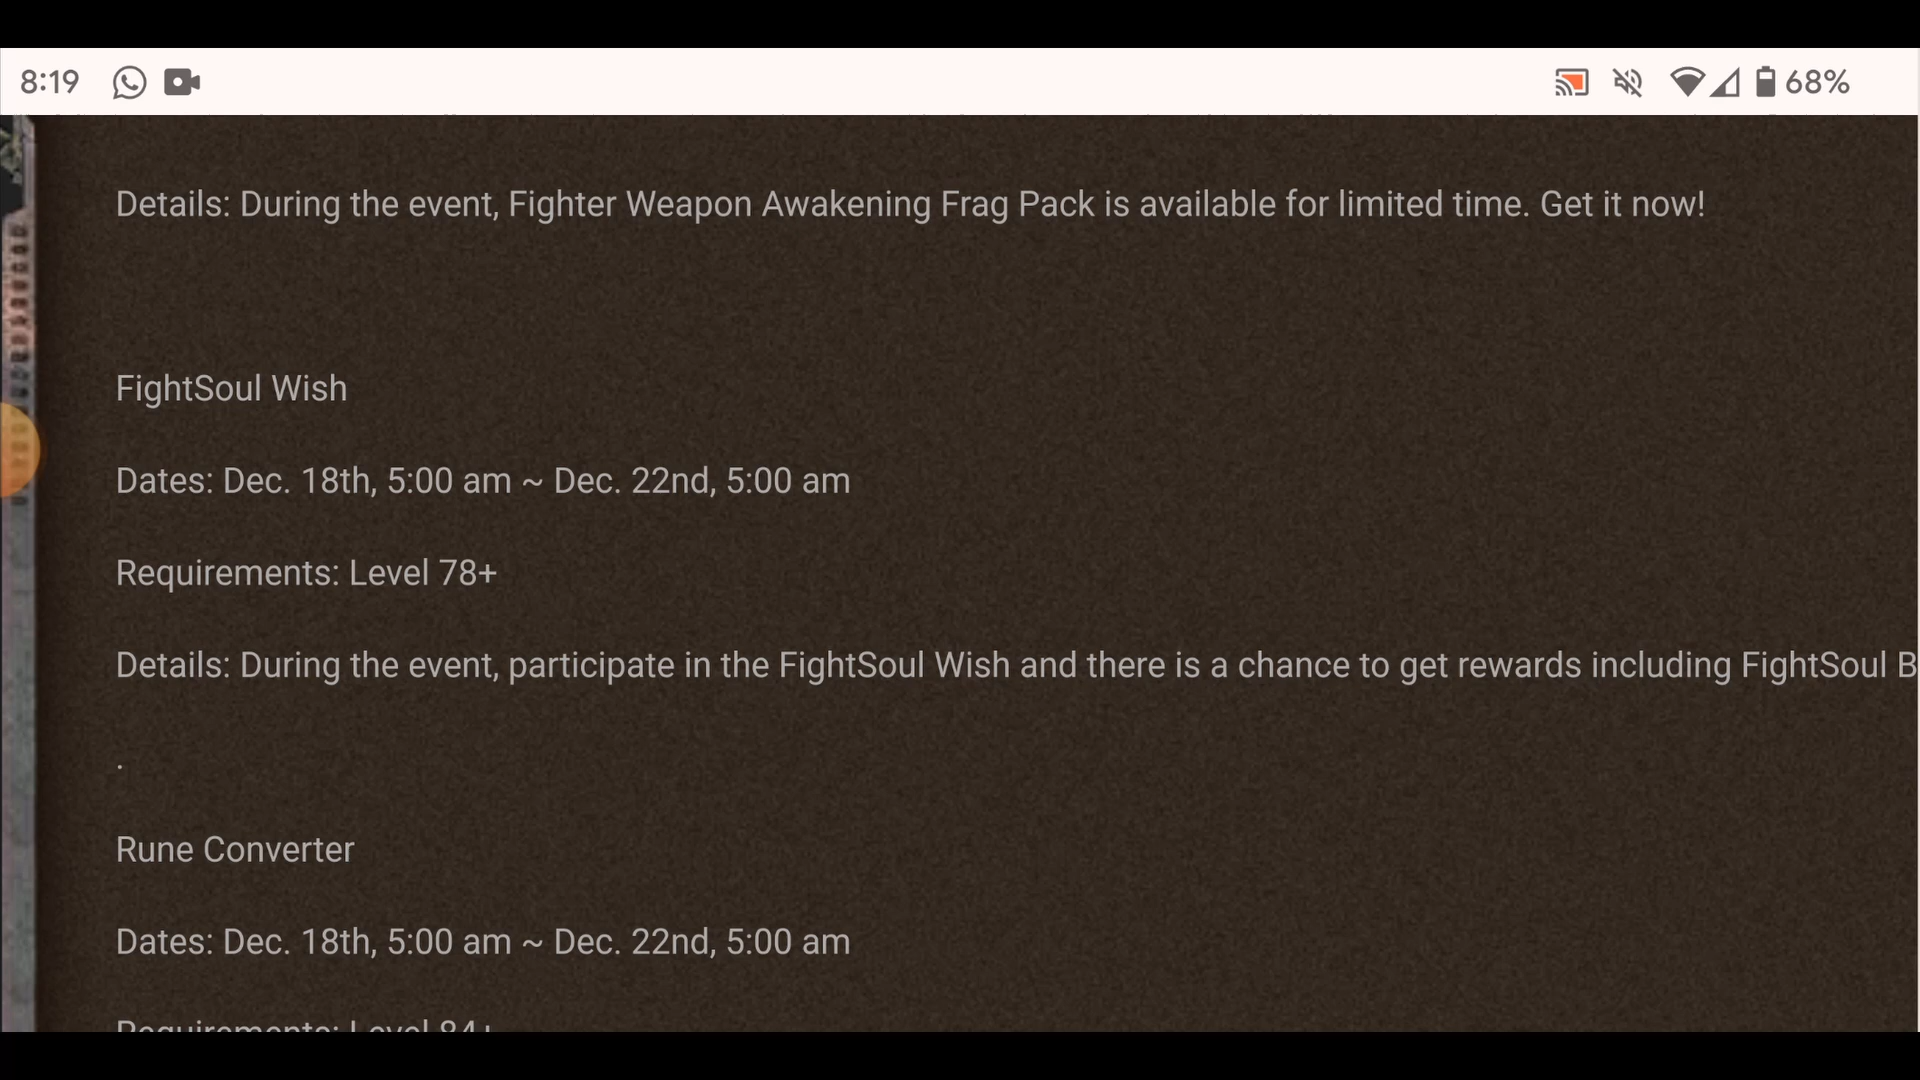 8:19 68%
Details: During the event, Fighter Weapon Awakening Frag Pack is available for limited time. Get it now!
FightSoul Wish
Dates: Dec. 18th, 5:00 am ~ Dec. 22nd, 5:00 am
Requirements: Level 78+
Details: During the event, participate in the FightSoul Wish and there is a chance to get rewards including FightSoul B
.
Rune Converter
Dates: Dec. 18th, 5:00 am ~ Dec. 22nd, 5:00 am
Requirements: Level 84+